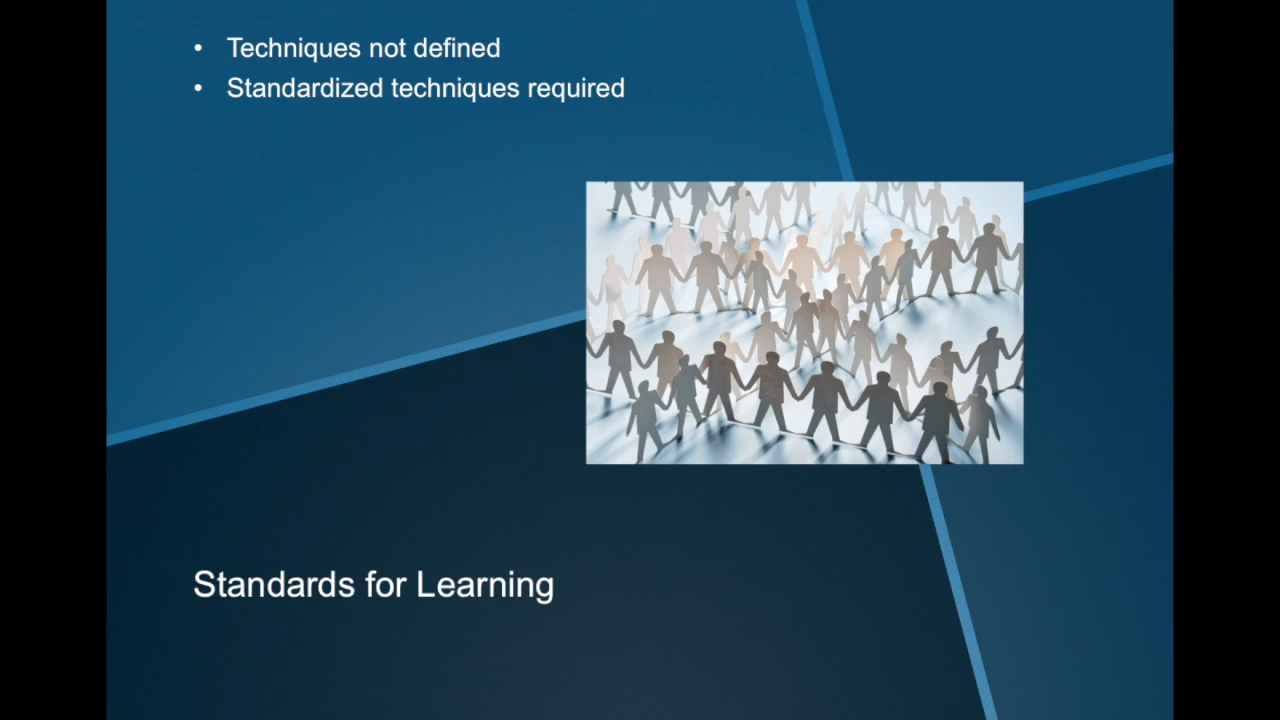 • Techniques not defined
• Standardized techniques required
Standards for Learning